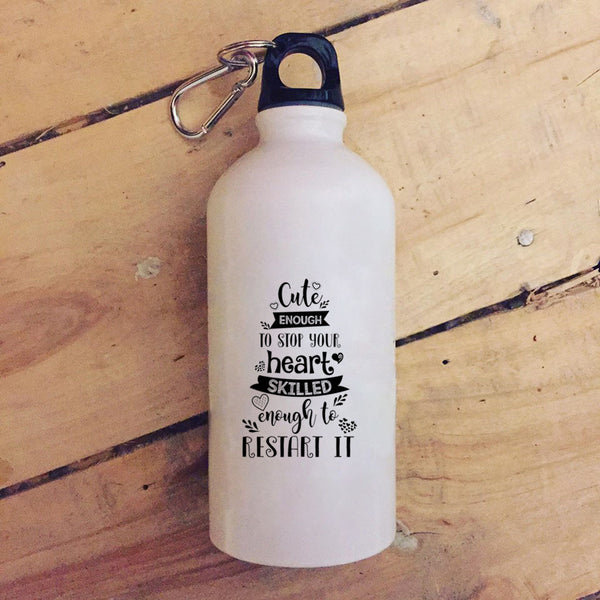 Cute
ENOUGH
TO STOP YOUR
heart
SKILLED
enough to
RESTART IT